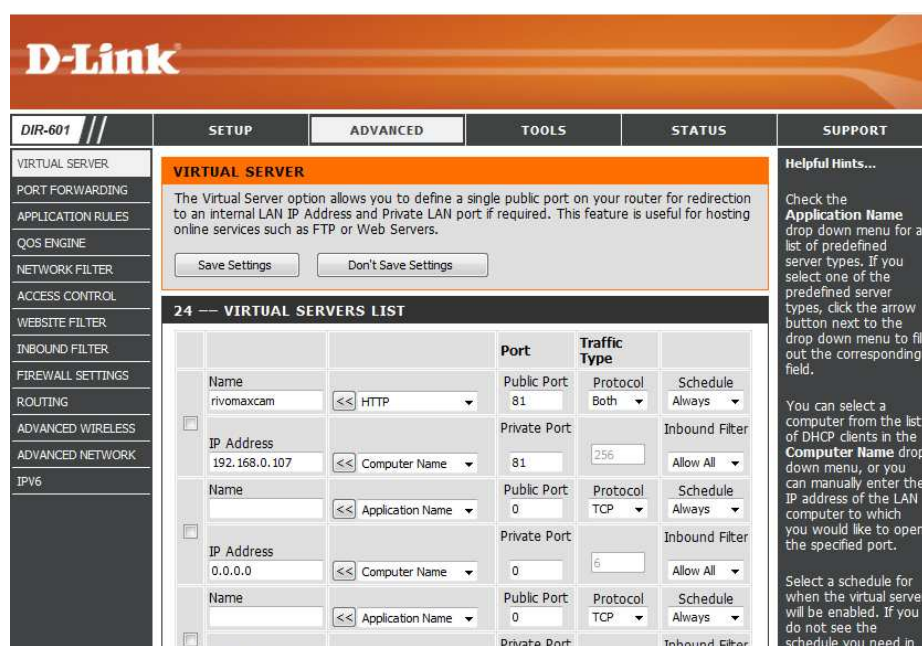 D-Link
DIR-601 //
SETUP
ADVANCED
TOOLS
STATUS
SUPPORT
VIRTUAL SERVER
PORT FORWARDING
APPLICATION RULES
QOS ENGINE
NETWORK FILTER
ACCESS CONTROL
WEBSITE FILTER
INBOUND FILTER
FIREWALL SETTINGS
ROUTING
ADVANCED WIRELESS
ADVANCED NETWORK
IPV6
VIRTUAL SERVER
The Virtual Server option allows you to define a single public port on your router for redirection
to an internal LAN IP Address and Private LAN port if required. This feature is useful for hosting
online services such as FTP or Web Servers.
Save Settings
Don't Save Settings
24 -- VIRTUAL SERVERS LIST
Port
Traffic
Type
Name
Public Port
Protocol
Schedule
rivomaxcam
<< HTTP
81
Both
Always
IP Address
Private Port
Inbound Filter
192.168.0.107
<< Computer Name
81
256
Allow All
Name
Public Port
Protocol
Schedule
<< Application Name
0
TCP
Always
IP Address
Private Port
Inbound Filter
0.0.0.0
<< Computer Name
0
6
Allow All
Name
Public Port
Protocol
Schedule
<< Application Name
0
TCP
Always
Private Port
Inbound Filter
Helpful Hints...
Check the
Application Name
drop down menu for a
list of predefined
server types. If you
select one of the
predefined server
types, click the arrow
button next to the
drop down menu to fil
out the corresponding
field.
You can select a
computer from the list
of DHCP clients in the
Computer Name drop
down menu, or you
can manually enter the
IP address of the LAN
computer to which
you would like to open
the specified port.
Select a schedule for
when the virtual serve
will be enabled. If you
do not see the
schedule you need in